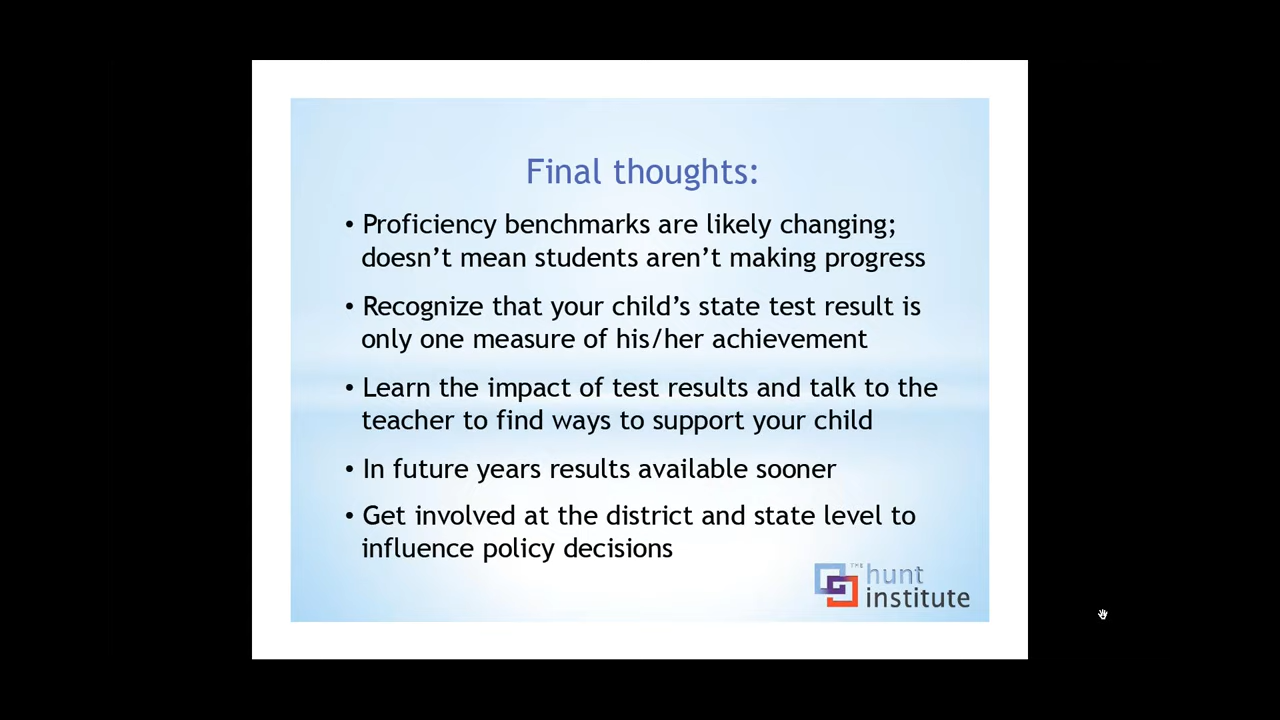 Final thoughts:
• Proficiency benchmarks are likely changing;
doesn’t mean students aren’t making progress
• Recognize that your child’s state test result is
only one measure of his/her achievement
• Learn the impact of test results and talk to the
teacher to find ways to support your child
• In future years results available sooner
• Get involved at the district and state level to
influence policy decisions
THE hunt
institute